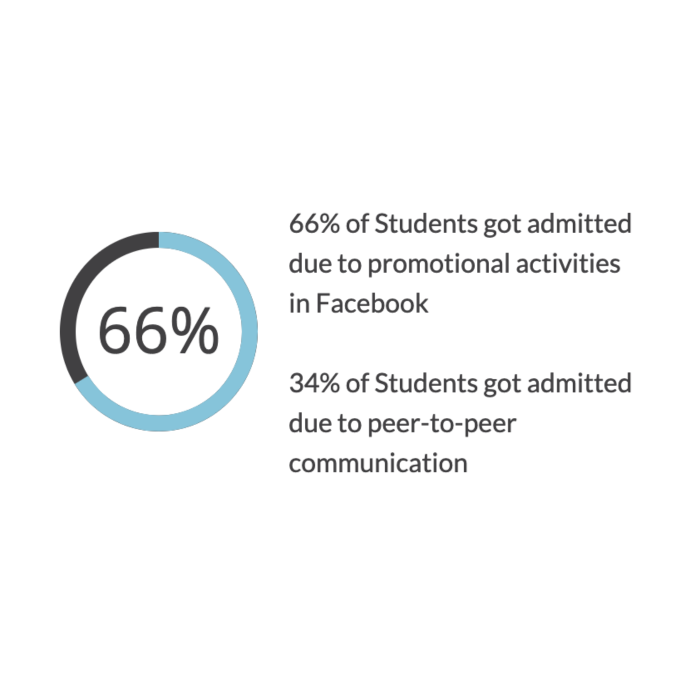 66%
66% of Students got admitted
due to promotional activities
in Facebook
34% of Students got admitted
due to peer-to-peer
communication